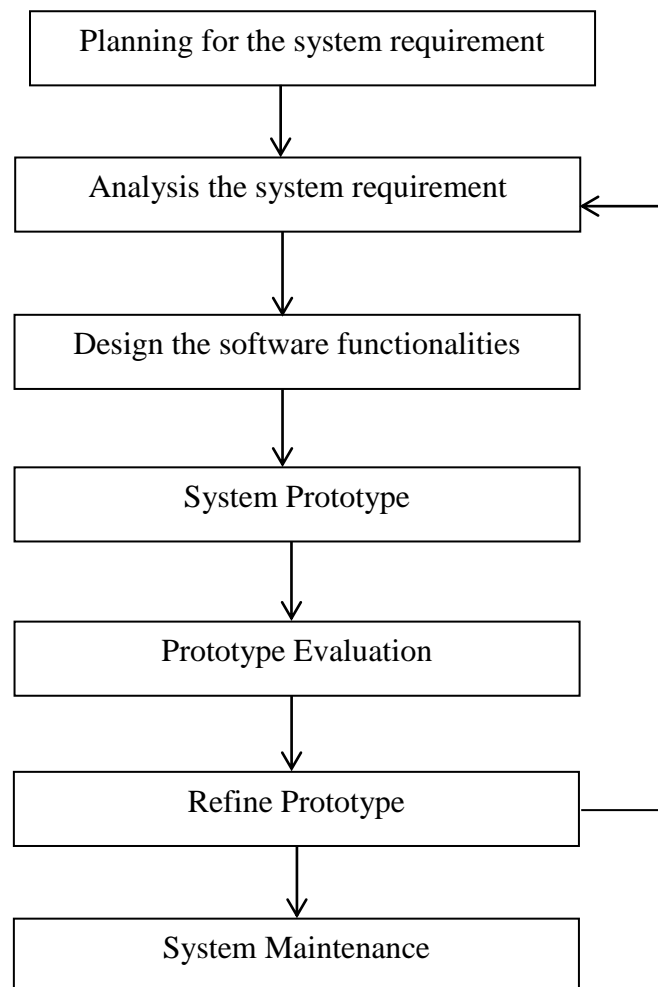 Planning for the system requirement
Analysis the system requirement
Design the software functionalities
System Prototype
Prototype Evaluation
Refine Prototype
System Maintenance